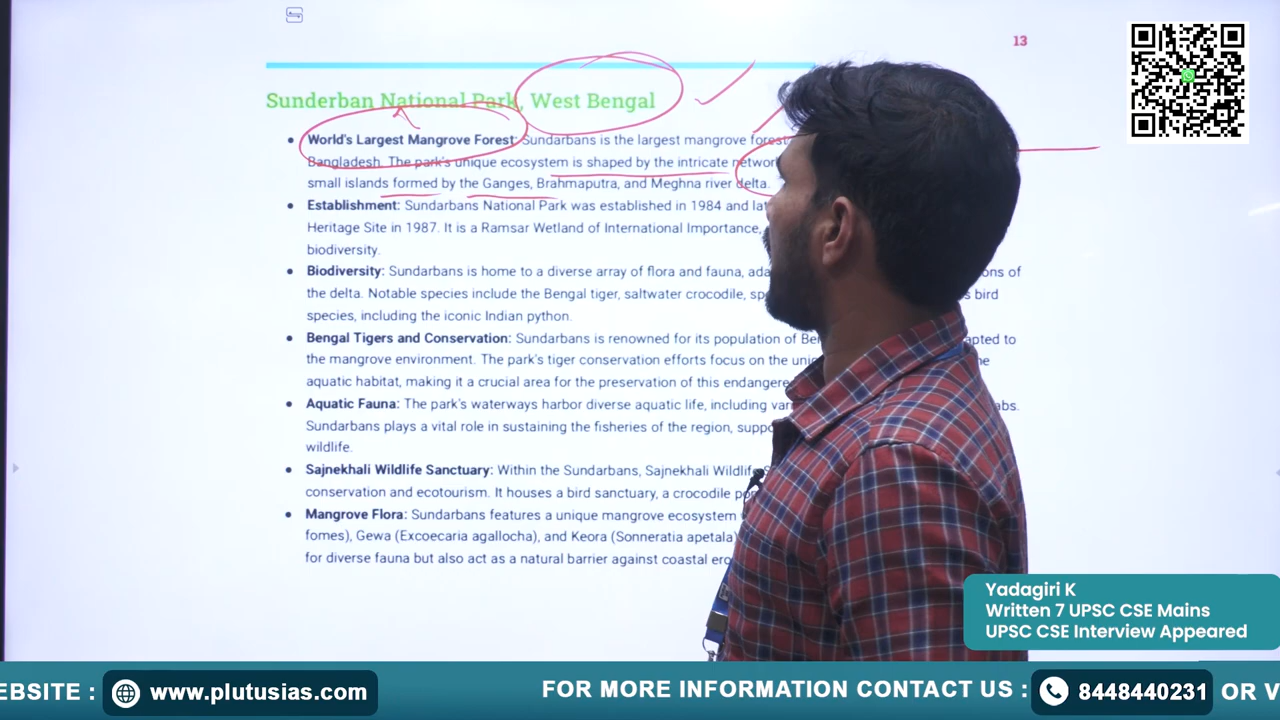 13
Sunderban National Park, West Bengal
World's Largest Mangrove Forest: Sundarbans is the largest mangrove forest
Bangladesh. The park's unique ecosystem is shaped by the intricate
small islands formed by the Ganges, Brahmaputra, and Meghna river delta.
Establishment: Sundarbans National Park was established in 1984 and
Heritage Site in 1987. It is a Ramsar Wetland of International Importance,
biodiversity.
Biodiversity: Sundarbans is home to a diverse array of flora and fauna, of
the delta. Notable species include the Bengal tiger, saltwater crocodile, bird
species, including the iconic Indian python.
Bengal Tigers and Conservation: Sundarbans is renowned for its population of to
the mangrove environment. The park's tiger conservation efforts focus on the
aquatic habitat, making it a crucial area for the preservation of this
Aquatic Fauna: The park's waterways harbor diverse aquatic life, including
Sundarbans plays a vital role in sustaining the fisheries of the region,
wildlife.
Sajnekhali Wildlife Sanctuary: Within the Sundarbans, Sajnekhali Wildlife
conservation and ecotourism. It houses a bird sanctuary, a crocodile
Mangrove Flora: Sundarbans features a unique mangrove ecosystem
fomes), Gewa (Excoecaria agallocha), and Keora (Sonneratia apetala)
for diverse fauna but also act as a natural barrier against coastal
Yadagiri K
Written 7 UPSC CSE Mains
UPSC CSE Interview Appeared
EBSITE : www.plutusias.com FOR MORE INFORMATION CONTACT US : 8448440231 OR V